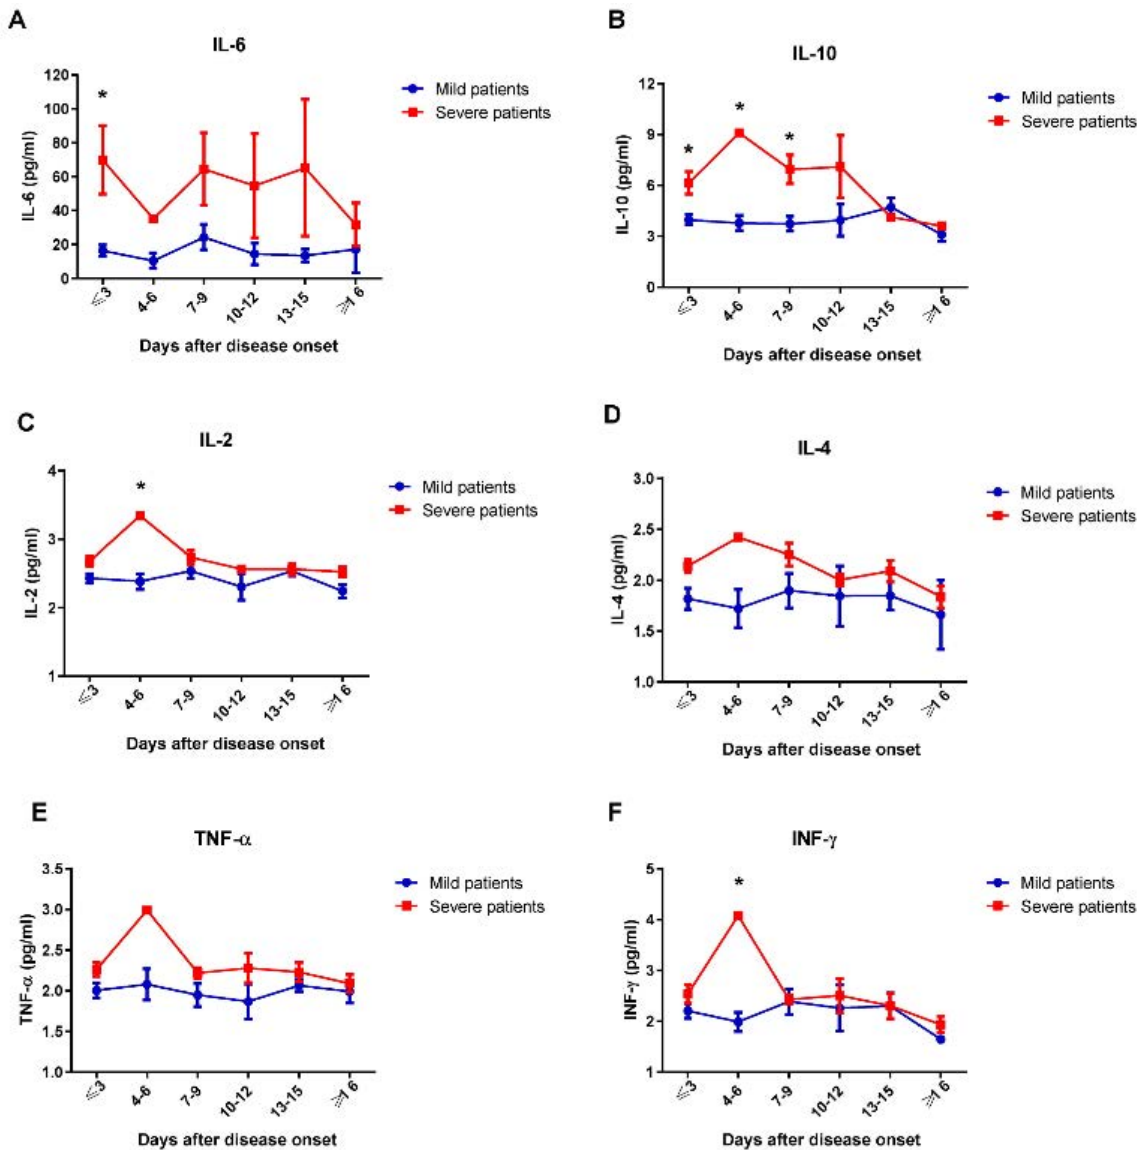 A
IL-6
Mild patients
Severe patients
*
120
100
80
60
40
20
0
IL-6 (pg/ml)
⩽3
4-6
7-9
10-12
13-15
⩾16
Days after disease onset
B
IL-10
Mild patients
Severe patients
*
*
*
12
9
6
3
0
IL-10 (pg/ml)
⩽3
4-6
7-9
10-12
13-15
⩾16
Days after disease onset
C
IL-2
Mild patients
Severe patients
*
4
3
2
1
IL-2 (pg/ml)
⩽3
4-6
7-9
10-12
13-15
⩾16
Days after disease onset
D
IL-4
Mild patients
Severe patients
3.0
2.5
2.0
1.5
1.0
IL-4 (pg/ml)
⩽3
4-6
7-9
10-12
13-15
⩾16
Days after disease onset
E
TNF-α
Mild patients
Severe patients
3.5
3.0
2.5
2.0
1.5
1.0
TNF-α (pg/ml)
⩽3
4-6
7-9
10-12
13-15
⩾16
Days after disease onset
F
INF-γ
Mild patients
Severe patients
*
5
4
3
2
1
INF-γ (pg/ml)
⩽3
4-6
7-9
10-12
13-15
⩾16
Days after disease onset